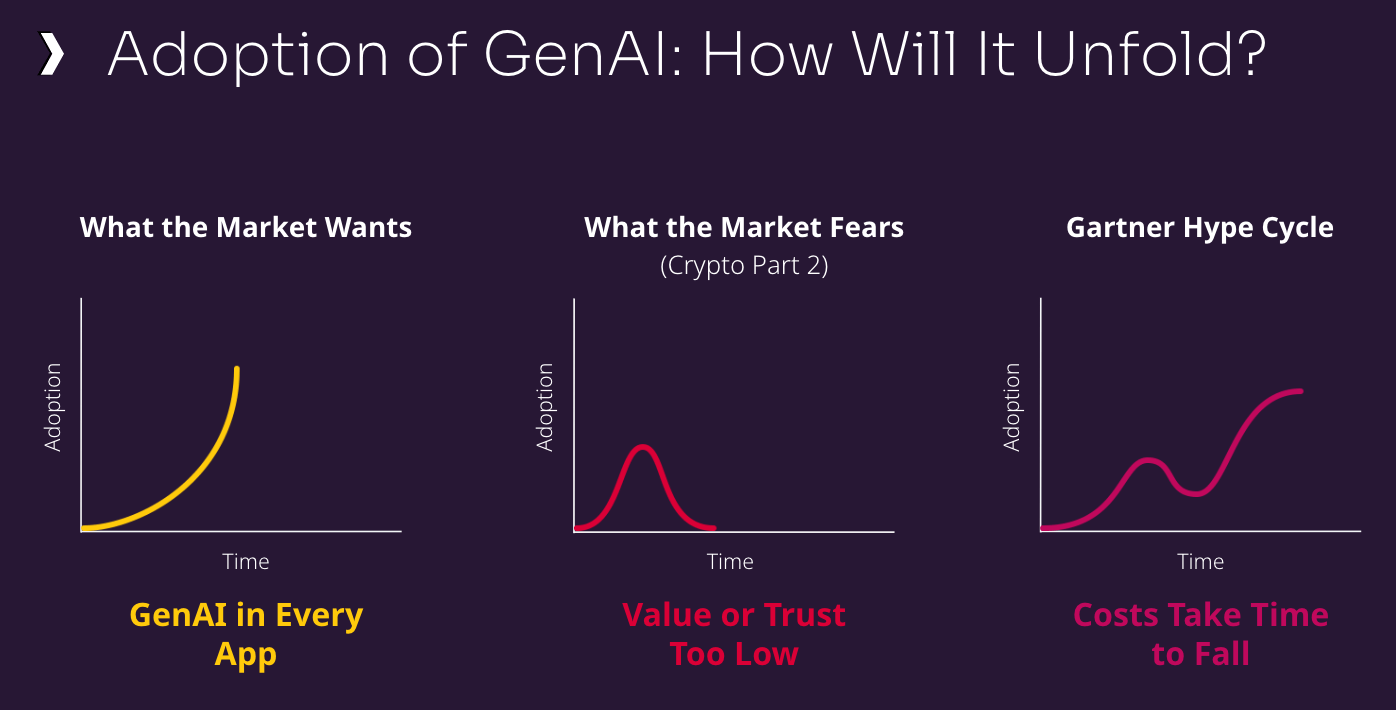 Adoption of GenAI: How Will It Unfold?
What the Market Wants
Adoption
Time
GenAI in Every
App
What the Market Fears
(Crypto Part 2)
Adoption
Time
Value or Trust
Too Low
Gartner Hype Cycle
Adoption
Time
Costs Take Time
to Fall